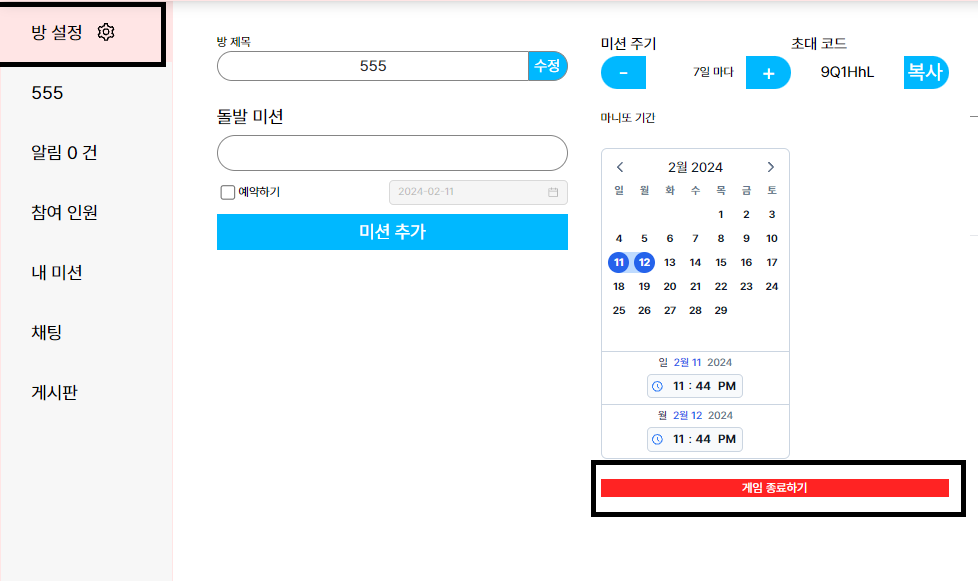 방 설정
555
알림 0 건
참여 인원
내 미션
채팅
게시판
방 제목
555 수정
돌발 미션
예약하기 2024-02-11
미션 추가
미션 주기
- 7일 마다 +
초대 코드
9Q1HhL 복사
마니또 기간
2월 2024
일 월 화 수 목 금 토
1 2 3
4 5 6 7 8 9 10
11 12 13 14 15 16 17
18 19 20 21 22 23 24
25 26 27 28 29
일 2월 11 2024
11 : 44 PM
월 2월 12 2024
11 : 44 PM
게임 종료하기